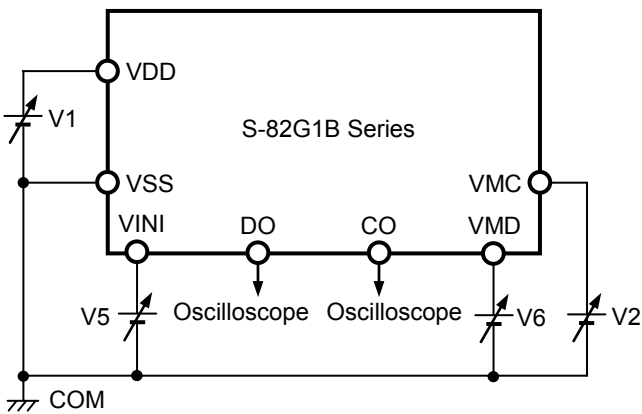 VDD
V1
S-82G1B Series
VSS
VMC
VINI
DO
CO
VMD
V5
Oscilloscope
Oscilloscope
V6
V2
COM